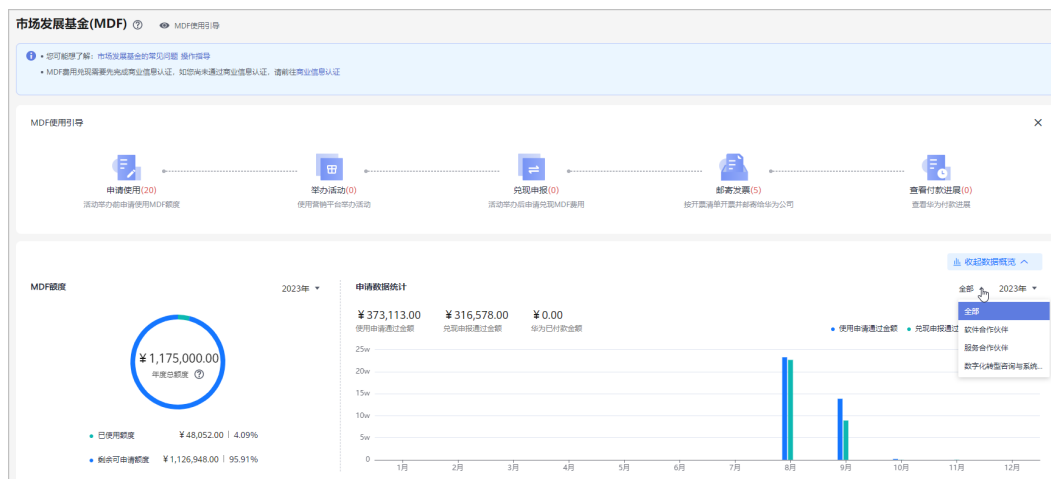 市场发展基金(MDF) MDF使用引导
• 您可能想了解：市场发展基金的常见问题 操作指导
• MDF费用兑现需要先完成商业信息认证，如您尚未通过商业信息认证，请前往商业信息认证
MDF使用引导
申请使用(20) 举办活动(0) 兑现申报(0) 邮寄发票(5) 查看付款进展(0)
活动举办前申请使用MDF额度 使用营销平台举办活动 活动举办后申请兑现MDF费用 按开票清单开票并邮寄给华为公司 查看华为付款进展
收起数据概览
MDF额度 2023年
¥1,175,000.00
年度总额度
• 已使用额度 ¥48,052.00 | 4.09%
• 剩余可申请额度 ¥1,126,948.00 | 95.91%
申请数据统计 全部 2023年
¥373,113.00 ¥316,578.00 ¥0.00
使用申请通过金额 兑现申报通过金额 华为已付款金额
• 使用申请通过金额 • 兑现申报通过
全部
软件合作伙伴
服务合作伙伴
数字化转型咨询与系统...
25w
20w
15w
10w
5w
0
1月 2月 3月 4月 5月 6月 7月 8月 9月 10月 11月 12月